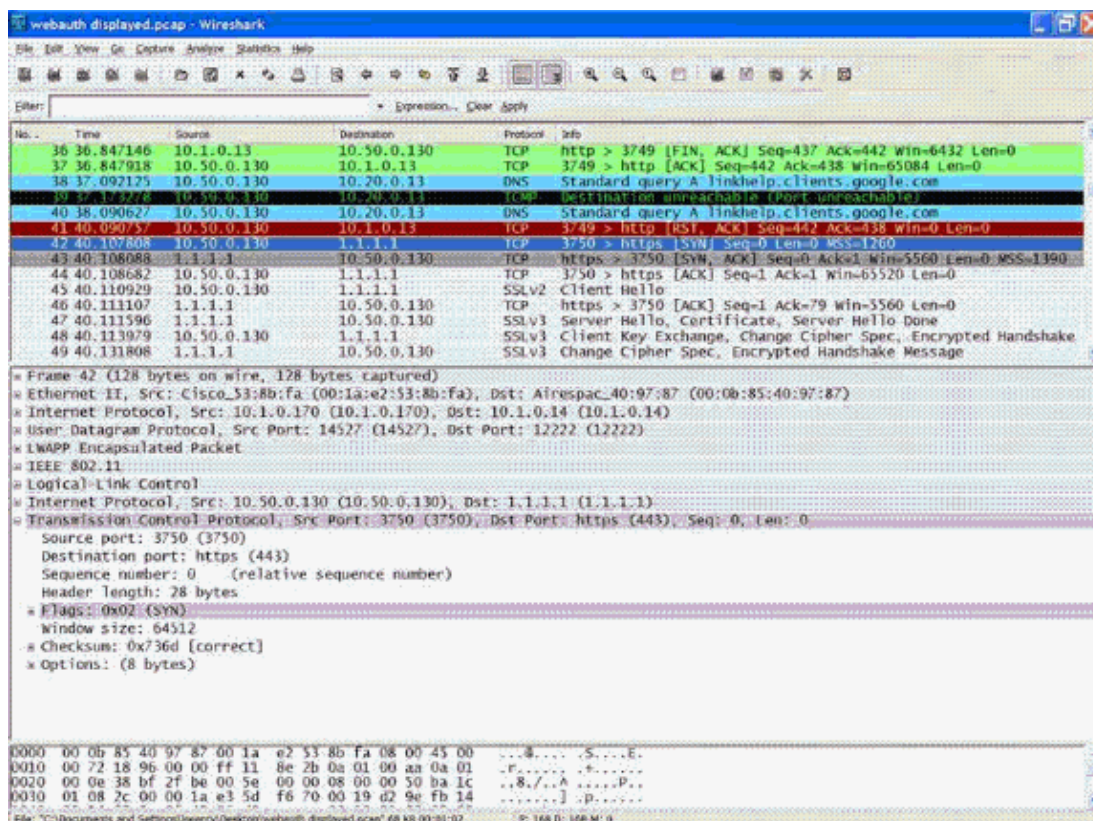 webauth displayed.pcap - Wireshark
File Edit View Go Capture Analyze Statistics Help
Filter: Expression... Clear Apply
No. . Time Source Destination Protocol Info
36 36.847146 10.1.0.13 10.50.0.130 TCP http > 3749 [FIN, ACK] Seq=437 Ack=442 Win=6432 Len=0
37 36.847918 10.50.0.130 10.1.0.13 TCP 3749 > http [ACK] Seq=442 Ack=438 Win=65084 Len=0
38 37.092125 10.50.0.130 10.20.0.13 DNS Standard query A linkhelp.clients.google.com
39 10.50.0.130 10.20.0.13 ICMP Destination unreachable (Port unreachable)
40 38.090627 10.50.0.130 10.20.0.13 DNS Standard query A linkhelp.clients.google.com
41 40.090757 10.50.0.130 10.1.0.13 TCP 3749 > http [RST, ACK] Seq=442 Ack=438 Win=0 Len=0
42 40.107808 10.50.0.130 1.1.1.1 TCP 3750 > https [SYN] Seq=0 Len=0 MSS=1260
43 40.108088 1.1.1.1 10.50.0.130 TCP https > 3750 [SYN, ACK] Seq=0 Ack=1 Win=5560 Len=0 MSS=1390
44 40.108682 10.50.0.130 1.1.1.1 TCP 3750 > https [ACK] Seq=1 Ack=1 Win=65520 Len=0
45 40.110929 10.50.0.130 1.1.1.1 SSLv2 Client Hello
46 40.111107 1.1.1.1 10.50.0.130 TCP https > 3750 [ACK] Seq=1 Ack=79 Win=5560 Len=0
47 40.111596 1.1.1.1 10.50.0.130 SSLv3 Server Hello, Certificate, Server Hello Done
48 40.113979 10.50.0.130 1.1.1.1 SSLv3 Client Key Exchange, Change Cipher Spec, Encrypted Handshake
49 40.131808 1.1.1.1 10.50.0.130 SSLv3 Change Cipher Spec, Encrypted Handshake Message
Frame 42 (128 bytes on wire, 128 bytes captured)
Ethernet II, Src: Cisco_53:8b:fa (00:1a:e2:53:8b:fa), Dst: Airespac_40:97:87 (00:0b:85:40:97:87)
Internet Protocol, Src: 10.1.0.170 (10.1.0.170), Dst: 10.1.0.14 (10.1.0.14)
User Datagram Protocol, Src Port: 14527 (14527), Dst Port: 12222 (12222)
LWAPP Encapsulated Packet
IEEE 802.11
Logical-Link Control
Internet Protocol, Src: 10.50.0.130 (10.50.0.130), Dst: 1.1.1.1 (1.1.1.1)
Transmission Control Protocol, Src Port: 3750 (3750), Dst Port: https (443), Seq: 0, Len: 0
Source port: 3750 (3750)
Destination port: https (443)
Sequence number: 0 (relative sequence number)
Header length: 28 bytes
Flags: 0x02 (SYN)
Window size: 64512
Checksum: 0x736d [correct]
Options: (8 bytes)
0000 00 0b 85 40 97 87 00 1a e2 53 8b fa 08 00 45 00 ...@.... .S....E.
0010 00 72 18 96 00 00 ff 11 8e 2b 0a 01 00 aa 0a 01 .r...... .+......
0020 00 0e 38 bf 2f be 00 5e 00 00 08 00 00 50 ba 1c ..8./..^ .....P..
0030 01 08 2c 00 00 1a e3 5d f6 70 00 19 d2 9e fb 14 ..,....] .p......